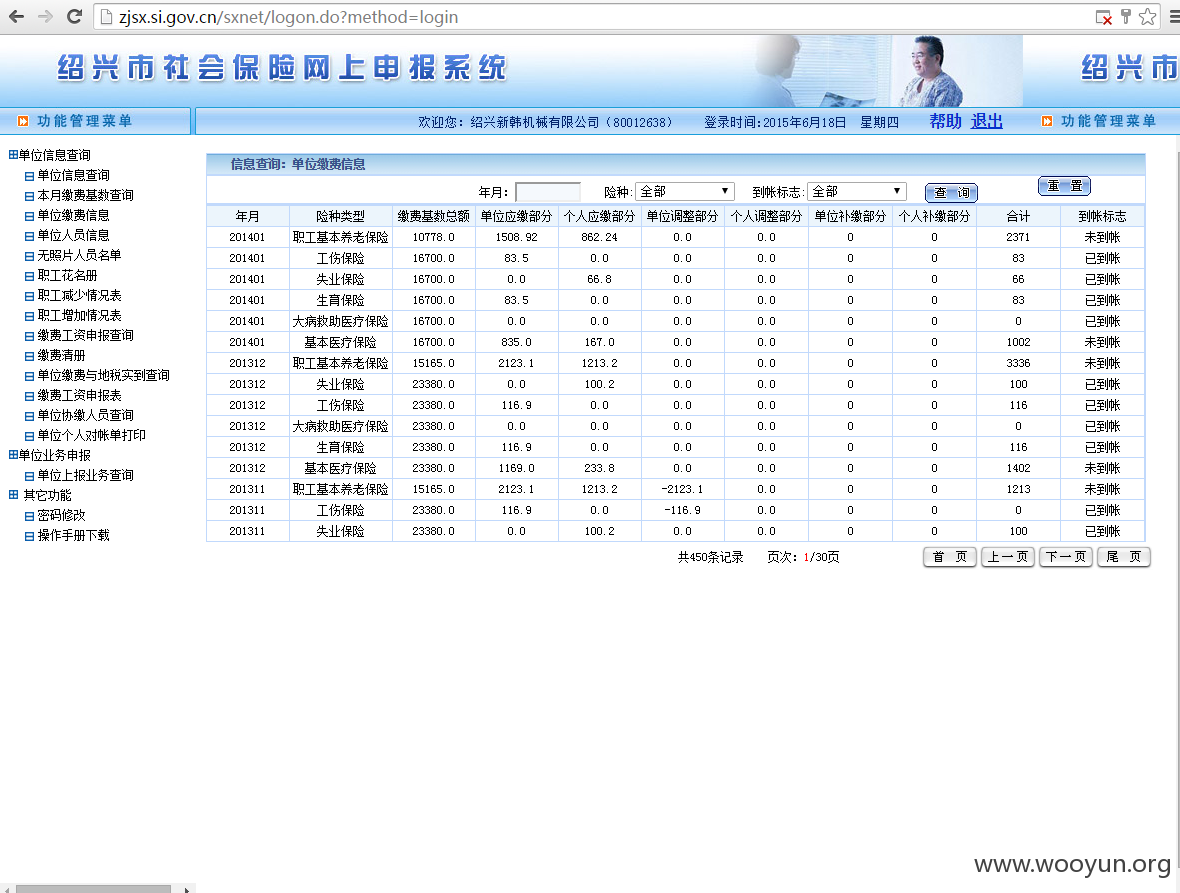 zjsx.si.gov.cn/sxnet/logon.do?method=login
绍兴市社会保险网上申报系统
绍兴市
功能管理菜单
欢迎您: 绍兴新韩机械有限公司（80012638） 登录时间:2015年6月18日 星期四 帮助 退出
功能管理菜单
单位信息查询
单位信息查询
本月缴费基数查询
单位缴费信息
单位人员信息
无照片人员名单
职工花名册
职工减少情况表
职工增加情况表
缴费工资申报查询
缴费清册
单位缴费与地税实到查询
缴费工资申报表
单位协缴人员查询
单位个人对帐单打印
单位业务申报
单位上报业务查询
其它功能
密码修改
操作手册下载
信息查询: 单位缴费信息
年月: 险种: 全部 到帐标志: 全部 查 询 重 置
年月 险种类型 缴费基数总额 单位应缴部分 个人应缴部分 单位调整部分 个人调整部分 单位补缴部分 个人补缴部分 合计 到帐标志
201401 职工基本养老保险 10778.0 1508.92 862.24 0.0 0.0 0 0 2371 未到帐
201401 工伤保险 16700.0 83.5 0.0 0.0 0.0 0 0 83 已到帐
201401 失业保险 16700.0 0.0 66.8 0.0 0.0 0 0 66 已到帐
201401 生育保险 16700.0 83.5 0.0 0.0 0.0 0 0 83 已到帐
201401 大病救助医疗保险 16700.0 0.0 0.0 0.0 0.0 0 0 0 已到帐
201401 基本医疗保险 16700.0 835.0 167.0 0.0 0.0 0 0 1002 未到帐
201312 职工基本养老保险 15165.0 2123.1 1213.2 0.0 0.0 0 0 3336 未到帐
201312 失业保险 23380.0 0.0 100.2 0.0 0.0 0 0 100 已到帐
201312 工伤保险 23380.0 116.9 0.0 0.0 0.0 0 0 116 已到帐
201312 大病救助医疗保险 23380.0 0.0 0.0 0.0 0.0 0 0 0 已到帐
201312 生育保险 23380.0 116.9 0.0 0.0 0.0 0 0 116 已到帐
201312 基本医疗保险 23380.0 1169.0 233.8 0.0 0.0 0 0 1402 未到帐
201311 职工基本养老保险 15165.0 2123.1 1213.2 -2123.1 0.0 0 0 1213 未到帐
201311 工伤保险 23380.0 116.9 0.0 -116.9 0.0 0 0 0 已到帐
201311 失业保险 23380.0 0.0 100.2 0.0 0.0 0 0 100 已到帐
共450条记录 页次: 1/30页 首 页 上一页 下一页 尾 页
www.wooyun.org